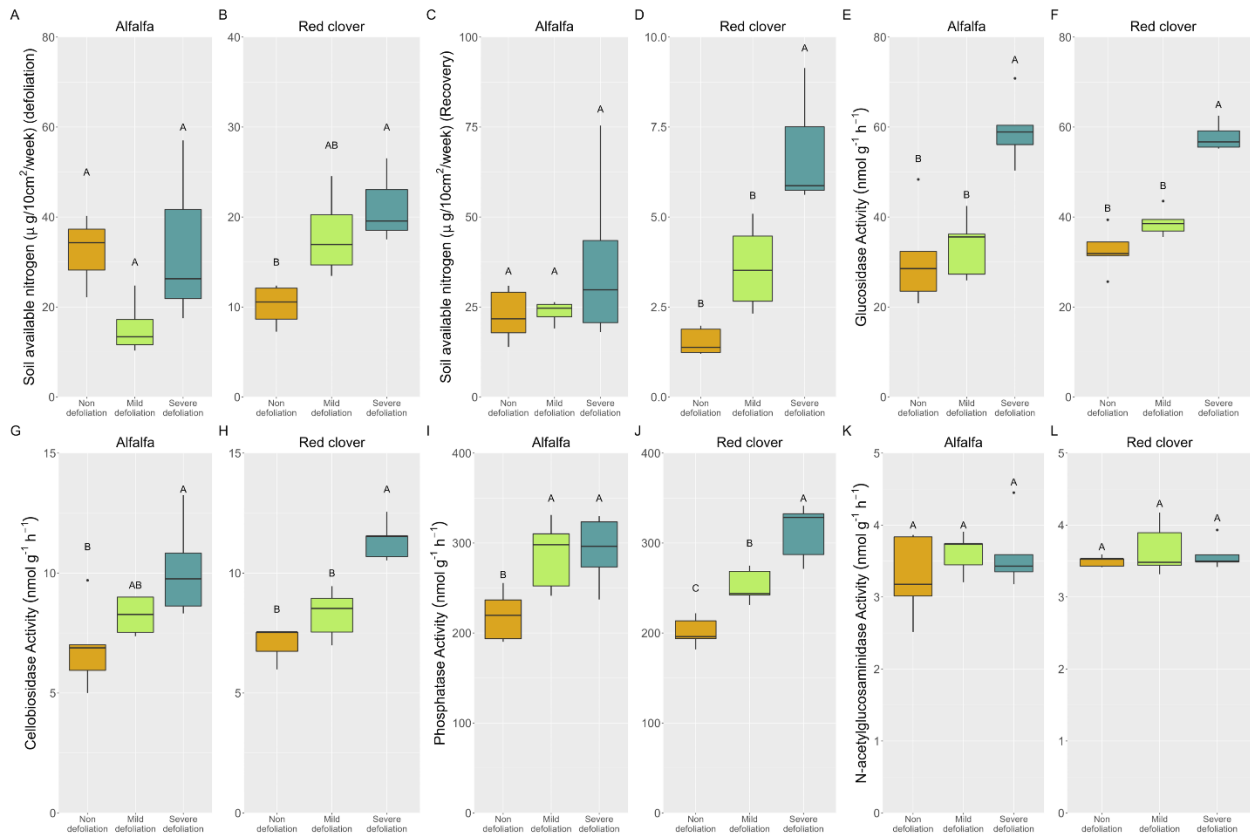 A
Alfalfa
Soil available nitrogen (μ g/10cm²/week) (defoliation)
80
60
40
20
0
A
A
A
Non defoliation
Mild defoliation
Severe defoliation
B
Red clover
40
30
20
10
0
B
AB
A
Non defoliation
Mild defoliation
Severe defoliation
C
Alfalfa
Soil available nitrogen (μ g/10cm²/week) (Recovery)
100
75
50
25
0
A
A
A
Non defoliation
Mild defoliation
Severe defoliation
D
Red clover
10.0
7.5
5.0
2.5
0.0
B
B
A
Non defoliation
Mild defoliation
Severe defoliation
E
Alfalfa
Glucosidase Activity (nmol g⁻¹ h⁻¹)
80
60
40
20
0
B
B
A
Non defoliation
Mild defoliation
Severe defoliation
F
Red clover
80
60
40
20
0
B
B
A
Non defoliation
Mild defoliation
Severe defoliation
G
Alfalfa
Cellobiosidase Activity (nmol g⁻¹ h⁻¹)
15
10
5
0
B
AB
A
Non defoliation
Mild defoliation
Severe defoliation
H
Red clover
15
10
5
0
B
B
A
Non defoliation
Mild defoliation
Severe defoliation
I
Alfalfa
Phosphatase Activity (nmol g⁻¹ h⁻¹)
400
300
200
100
0
B
A
A
Non defoliation
Mild defoliation
Severe defoliation
J
Red clover
400
300
200
100
0
C
B
A
Non defoliation
Mild defoliation
Severe defoliation
K
Alfalfa
N-acetylglucosaminidase Activity (nmol g⁻¹ h⁻¹)
5
4
3
2
1
0
A
A
A
Non defoliation
Mild defoliation
Severe defoliation
L
Red clover
5
4
3
2
1
0
A
A
A
Non defoliation
Mild defoliation
Severe defoliation